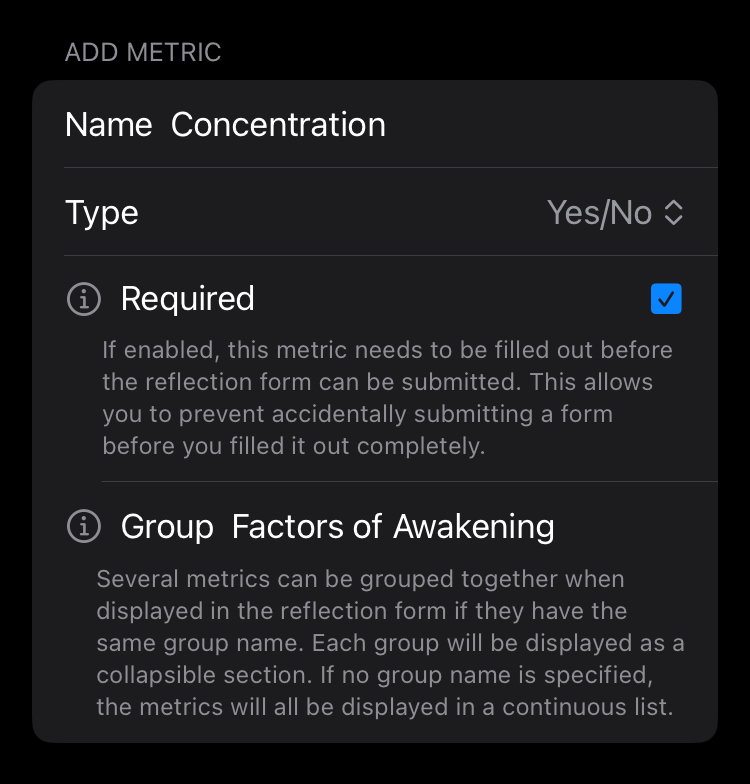 ADD METRIC
Name Concentration
Type Yes/No
Required
If enabled, this metric needs to be filled out before
the reflection form can be submitted. This allows
you to prevent accidentally submitting a form
before you filled it out completely.
Group Factors of Awakening
Several metrics can be grouped together when
displayed in the reflection form if they have the
same group name. Each group will be displayed as a
collapsible section. If no group name is specified,
the metrics will all be displayed in a continuous list.